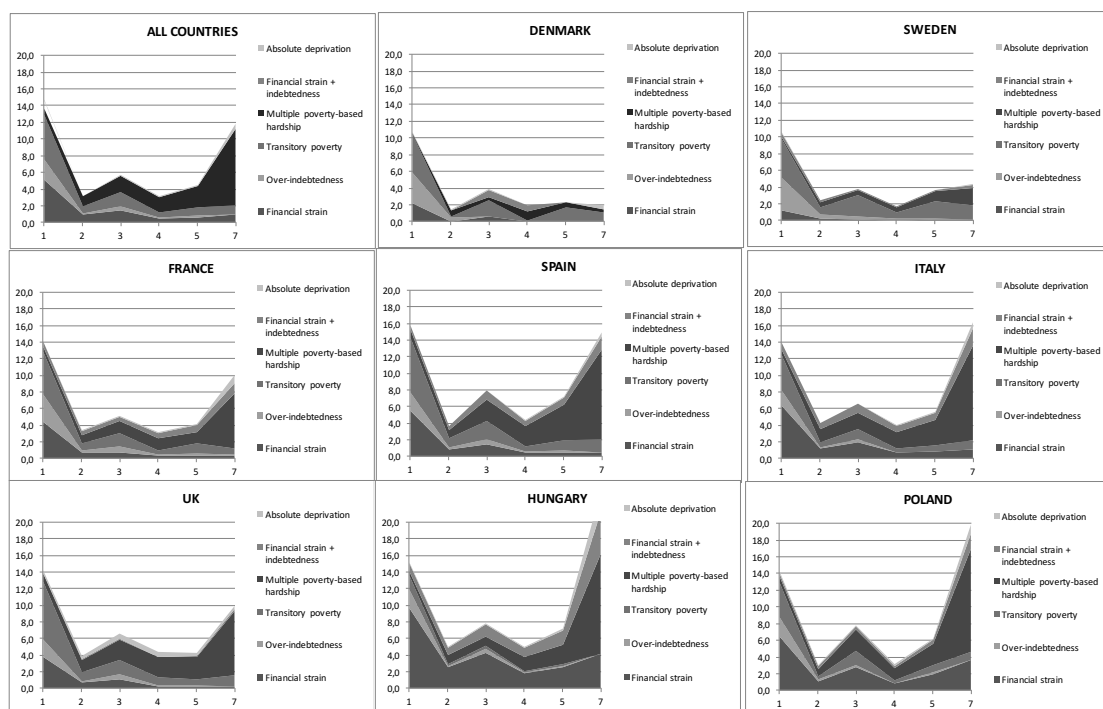 ALL COUNTRIES
20,0
18,0
16,0
14,0
12,0
10,0
8,0
6,0
4,0
2,0
0,0
1 2 3 4 5 7
Absolute deprivation
Financial strain +
indebtedness
Multiple poverty-based
hardship
Transitory poverty
Over-indebtedness
Financial strain
DENMARK
20,0
18,0
16,0
14,0
12,0
10,0
8,0
6,0
4,0
2,0
0,0
1 2 3 4 5 7
Absolute deprivation
Financial strain +
indebtedness
Multiple poverty-based
hardship
Transitory poverty
Over-indebtedness
Financial strain
SWEDEN
20,0
18,0
16,0
14,0
12,0
10,0
8,0
6,0
4,0
2,0
0,0
1 2 3 4 5 7
Absolute deprivation
Financial strain +
indebtedness
Multiple poverty-based
hardship
Transitory poverty
Over-indebtedness
Financial strain
FRANCE
20,0
18,0
16,0
14,0
12,0
10,0
8,0
6,0
4,0
2,0
0,0
1 2 3 4 5 7
Absolute deprivation
Financial strain +
indebtedness
Multiple poverty-based
hardship
Transitory poverty
Over-indebtedness
Financial strain
SPAIN
20,0
18,0
16,0
14,0
12,0
10,0
8,0
6,0
4,0
2,0
0,0
1 2 3 4 5 7
Absolute deprivation
Financial strain +
indebtedness
Multiple poverty-based
hardship
Transitory poverty
Over-indebtedness
Financial strain
ITALY
20,0
18,0
16,0
14,0
12,0
10,0
8,0
6,0
4,0
2,0
0,0
1 2 3 4 5 7
Absolute deprivation
Financial strain +
indebtedness
Multiple poverty-based
hardship
Transitory poverty
Over-indebtedness
Financial strain
UK
20,0
18,0
16,0
14,0
12,0
10,0
8,0
6,0
4,0
2,0
0,0
1 2 3 4 5 7
Absolute deprivation
Financial strain +
indebtedness
Multiple poverty-based
hardship
Transitory poverty
Over-indebtedness
Financial strain
HUNGARY
20,0
18,0
16,0
14,0
12,0
10,0
8,0
6,0
4,0
2,0
0,0
1 2 3 4 5 7
Absolute deprivation
Financial strain +
indebtedness
Multiple poverty-based
hardship
Transitory poverty
Over-indebtedness
Financial strain
POLAND
20,0
18,0
16,0
14,0
12,0
10,0
8,0
6,0
4,0
2,0
0,0
1 2 3 4 5 7
Absolute deprivation
Financial strain +
indebtedness
Multiple poverty-based
hardship
Transitory poverty
Over-indebtedness
Financial strain